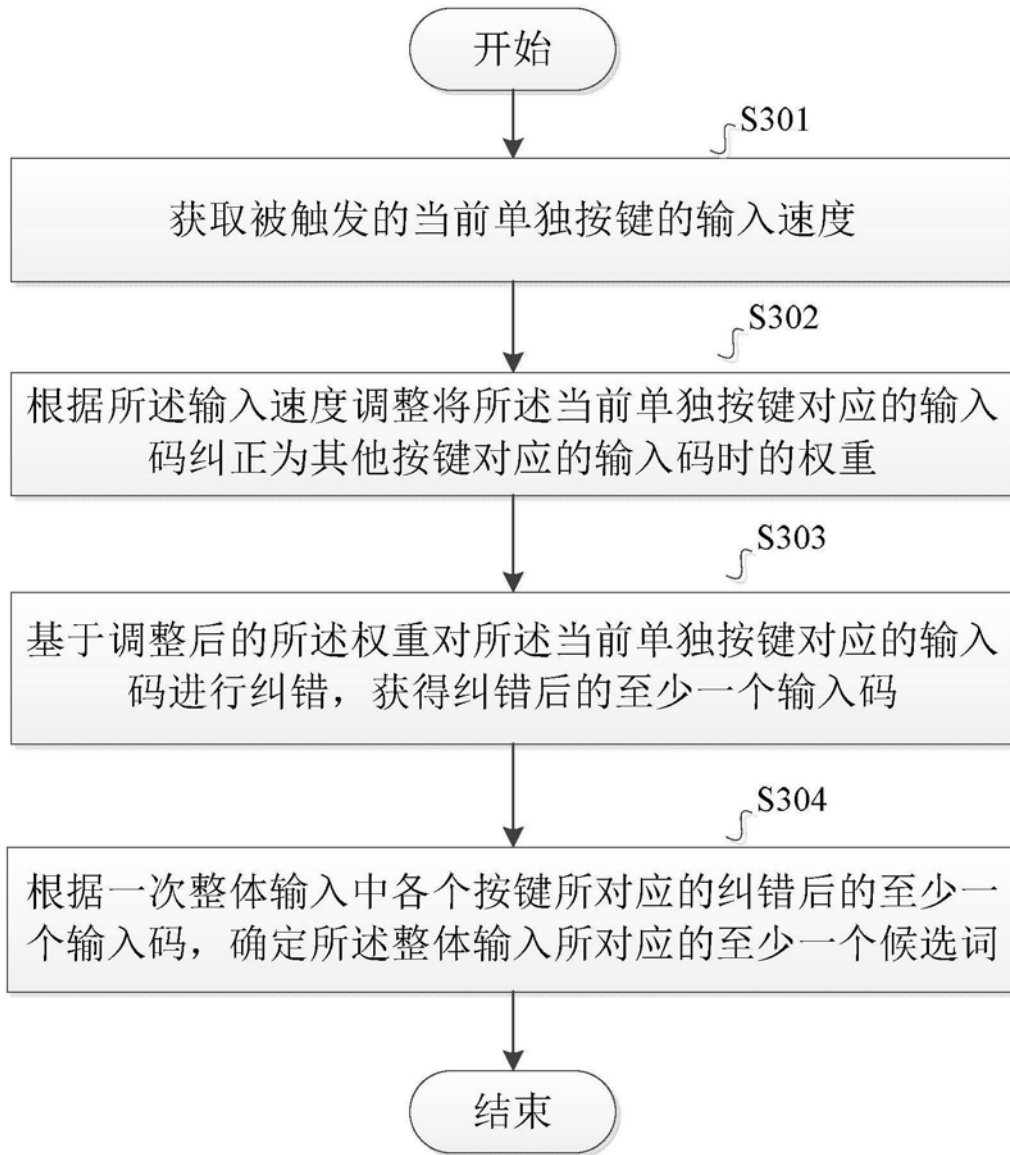 开始
S301
获取被触发的当前单独按键的输入速度
S302
根据所述输入速度调整将所述当前单独按键对应的输入
码纠正为其他按键对应的输入码时的权重
S303
基于调整后的所述权重对所述当前单独按键对应的输入
码进行纠错，获得纠错后的至少一个输入码
S304
根据一次整体输入中各个按键所对应的纠错后的至少一
个输入码，确定所述整体输入所对应的至少一个候选词
结束